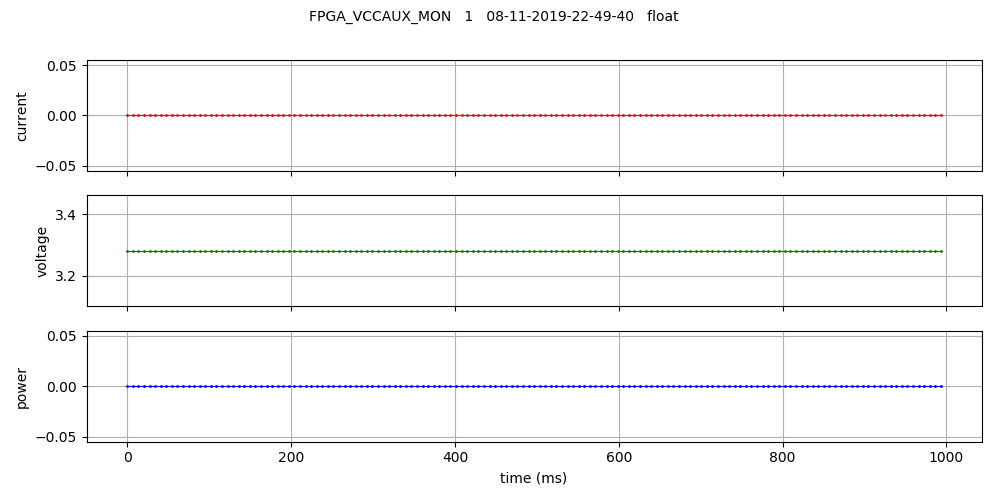 FPGA_VCCAUX_MON 1 08-11-2019-22-49-40 float
0.05
0.00
−0.05
current
3.4
3.2
voltage
0.05
0.00
−0.05
power
0 200 400 600 800 1000
time (ms)